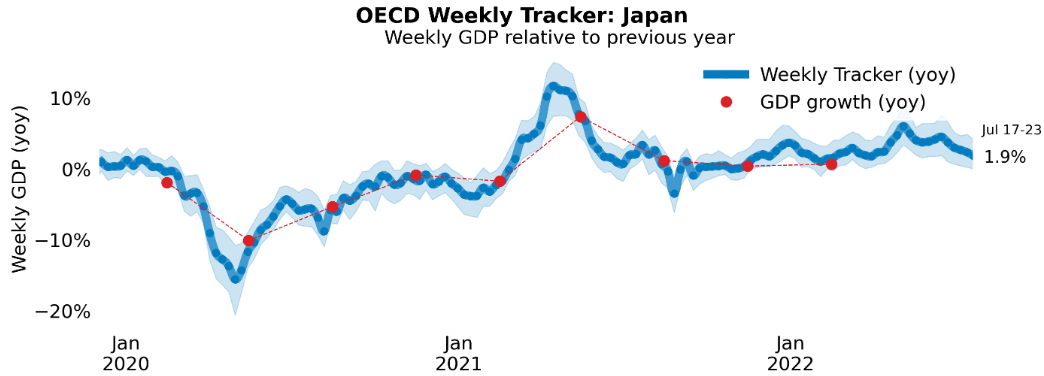 OECD Weekly Tracker: Japan
Weekly GDP relative to previous year
Weekly Tracker (yoy)
GDP growth (yoy)
Weekly GDP (yoy)
10%
0%
−10%
−20%
Jul 17-23
1.9%
Jan
2020
Jan
2021
Jan
2022